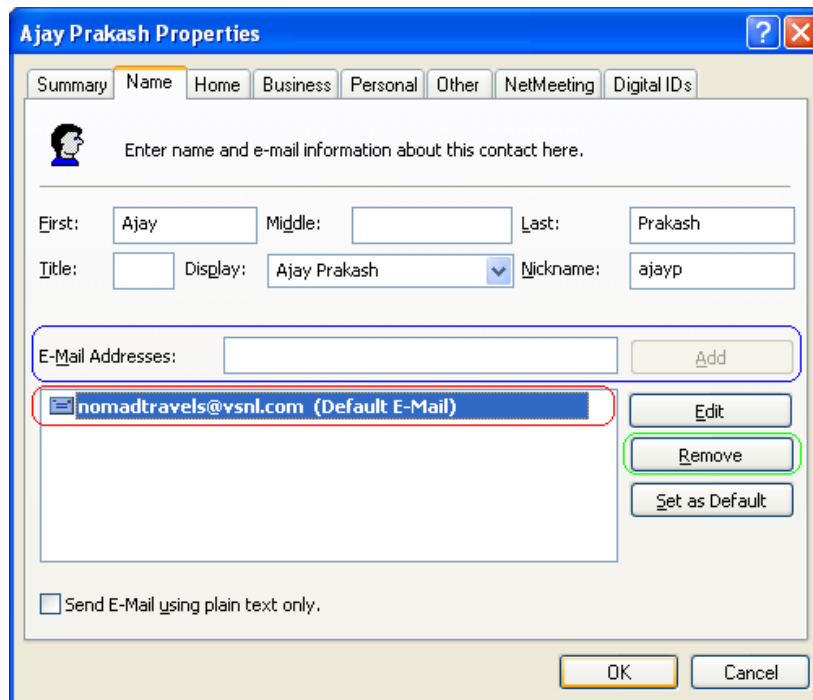 Ajay Prakash Properties
Summary Name Home Business Personal Other NetMeeting Digital IDs
Enter name and e-mail information about this contact here.
First: Ajay Middle: Last: Prakash
Title: Display: Ajay Prakash Nickname: ajayp
E-Mail Addresses: Add
nomadtravels@vsnl.com (Default E-Mail)
Edit
Remove
Set as Default
Send E-Mail using plain text only.
OK Cancel